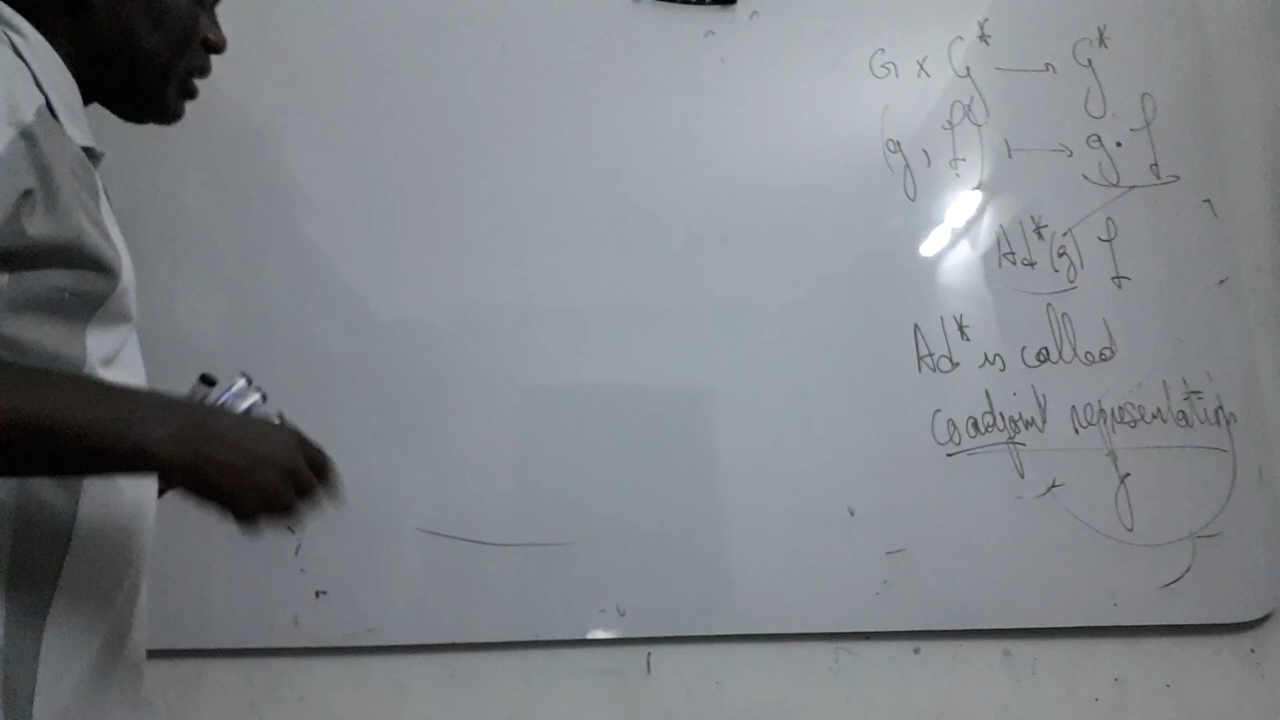 G × 𝒢* → 𝒢*
(g, f) ↦ g·f
Ad*(g) f
Ad* is called
coadjoint representation